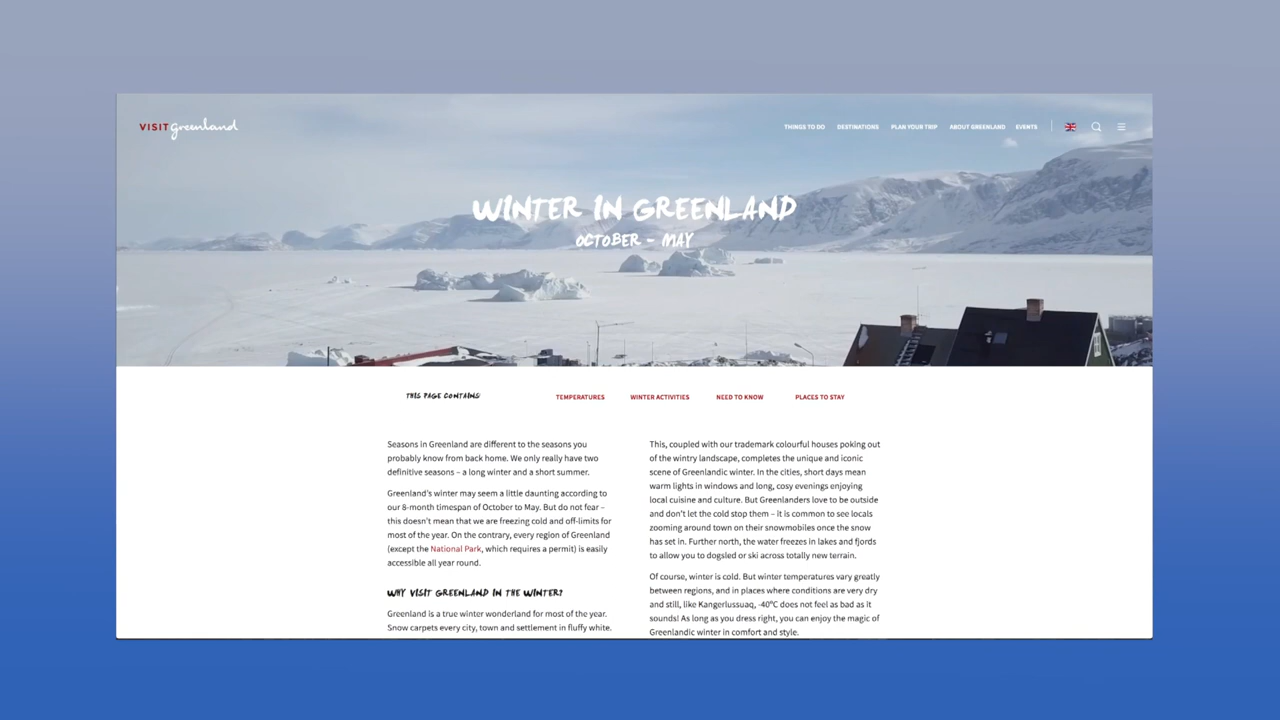 VISIT greenland
THINGS TO DO DESTINATIONS PLAN YOUR TRIP ABOUT GREENLAND EVENTS
WINTER IN GREENLAND
OCTOBER - MAY
THIS PAGE CONTAINS TEMPERATURES WINTER ACTIVITIES NEED TO KNOW PLACES TO STAY
Seasons in Greenland are different to the seasons you
probably know from back home. We only really have two
definitive seasons – a long winter and a short summer.
Greenland's winter may seem a little daunting according to
our 8-month timespan of October to May. But do not fear –
this doesn't mean that we are freezing cold and off-limits for
most of the year. On the contrary, every region of Greenland
(except the National Park, which requires a permit) is easily
accessible all year round.
WHY VISIT GREENLAND IN THE WINTER?
Greenland is a true winter wonderland for most of the year.
Snow carpets every city, town and settlement in fluffy white.
This, coupled with our trademark colourful houses poking out
of the wintry landscape, completes the unique and iconic
scene of Greenlandic winter. In the cities, short days mean
warm lights in windows and long, cosy evenings enjoying
local cuisine and culture. But Greenlanders love to be outside
and don't let the cold stop them – it is common to see locals
zooming around town on their snowmobiles once the snow
has set in. Further north, the water freezes in lakes and fjords
to allow you to dogsled or ski across totally new terrain.
Of course, winter is cold. But winter temperatures vary greatly
between regions, and in places where conditions are very dry
and still, like Kangerlussuaq, -40°C does not feel as bad as it
sounds! As long as you dress right, you can enjoy the magic of
Greenlandic winter in comfort and style.